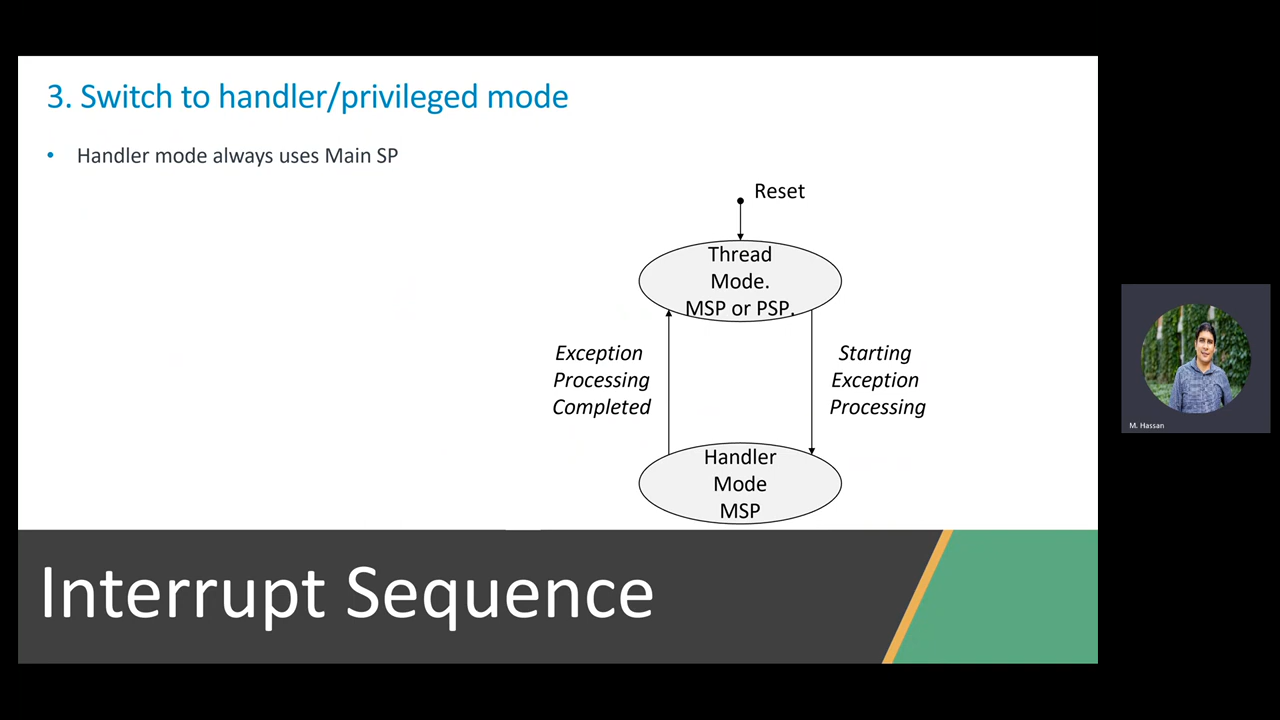 3. Switch to handler/privileged mode
• Handler mode always uses Main SP
Reset
Thread
Mode.
MSP or PSP.
Exception
Processing
Completed
Starting
Exception
Processing
Handler
Mode
MSP
Interrupt Sequence
M. Hassan